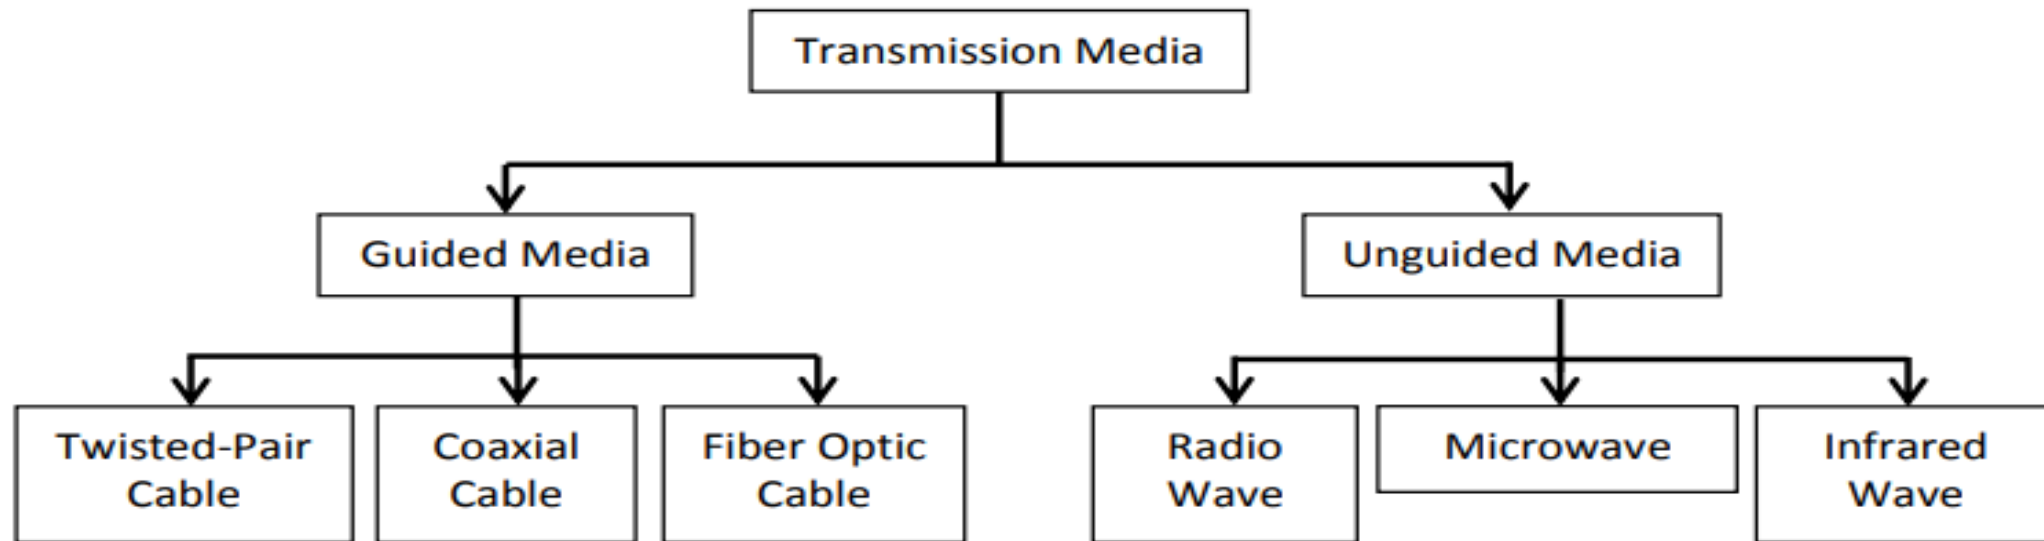 Transmission Media
Guided Media
Unguided Media
Twisted-Pair
Cable
Coaxial
Cable
Fiber Optic
Cable
Radio
Wave
Microwave
Infrared
Wave